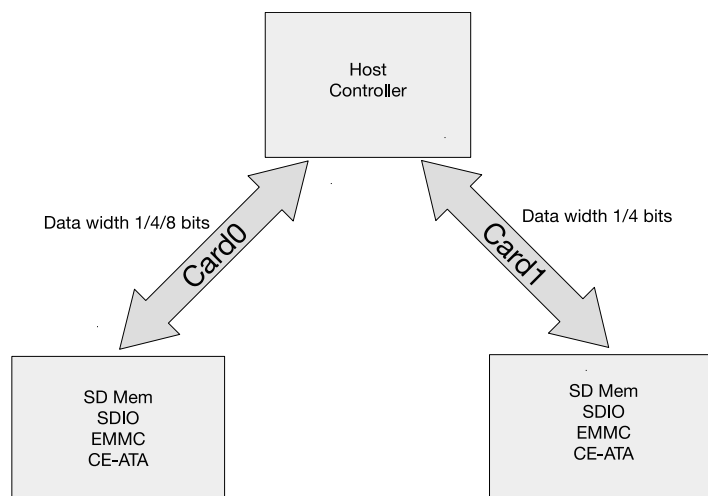 Host
Controller
Data width 1/4/8 bits
Card0
Card1
Data width 1/4 bits
SD Mem
SDIO
EMMC
CE-ATA
SD Mem
SDIO
EMMC
CE-ATA